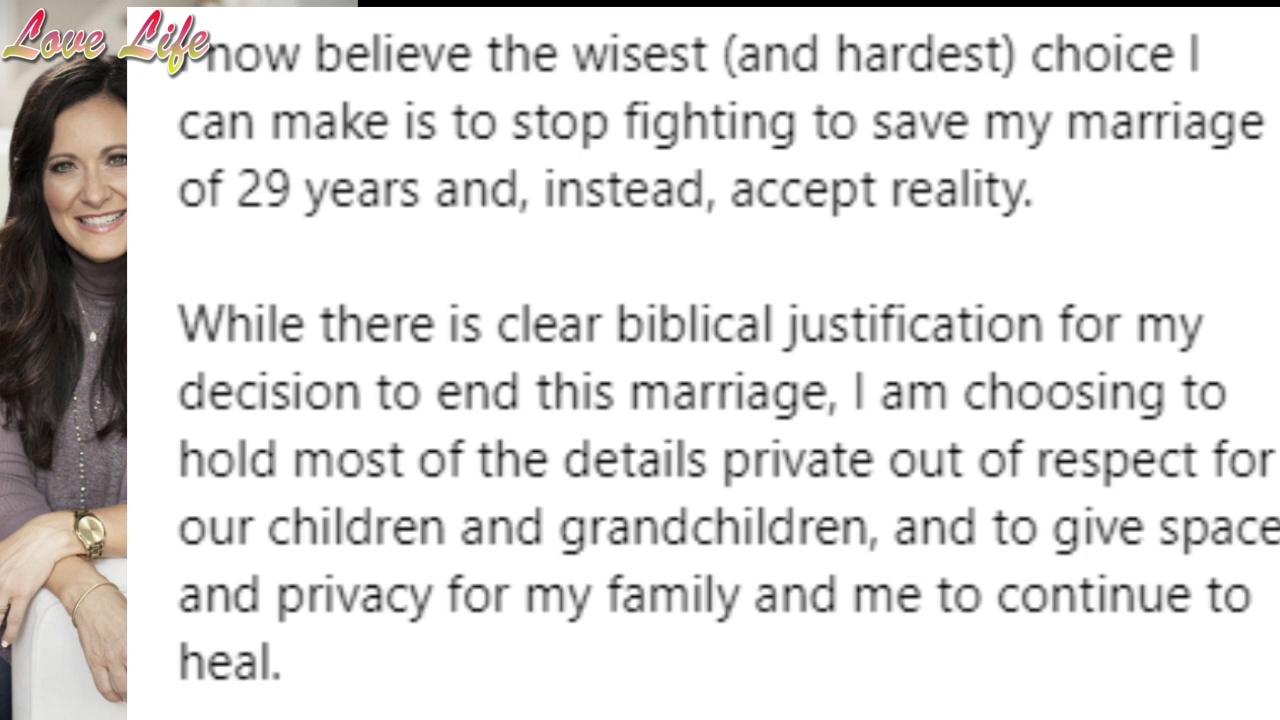 Love Life
now believe the wisest (and hardest) choice I
can make is to stop fighting to save my marriage
of 29 years and, instead, accept reality.
While there is clear biblical justification for my
decision to end this marriage, I am choosing to
hold most of the details private out of respect for
our children and grandchildren, and to give space
and privacy for my family and me to continue to
heal.